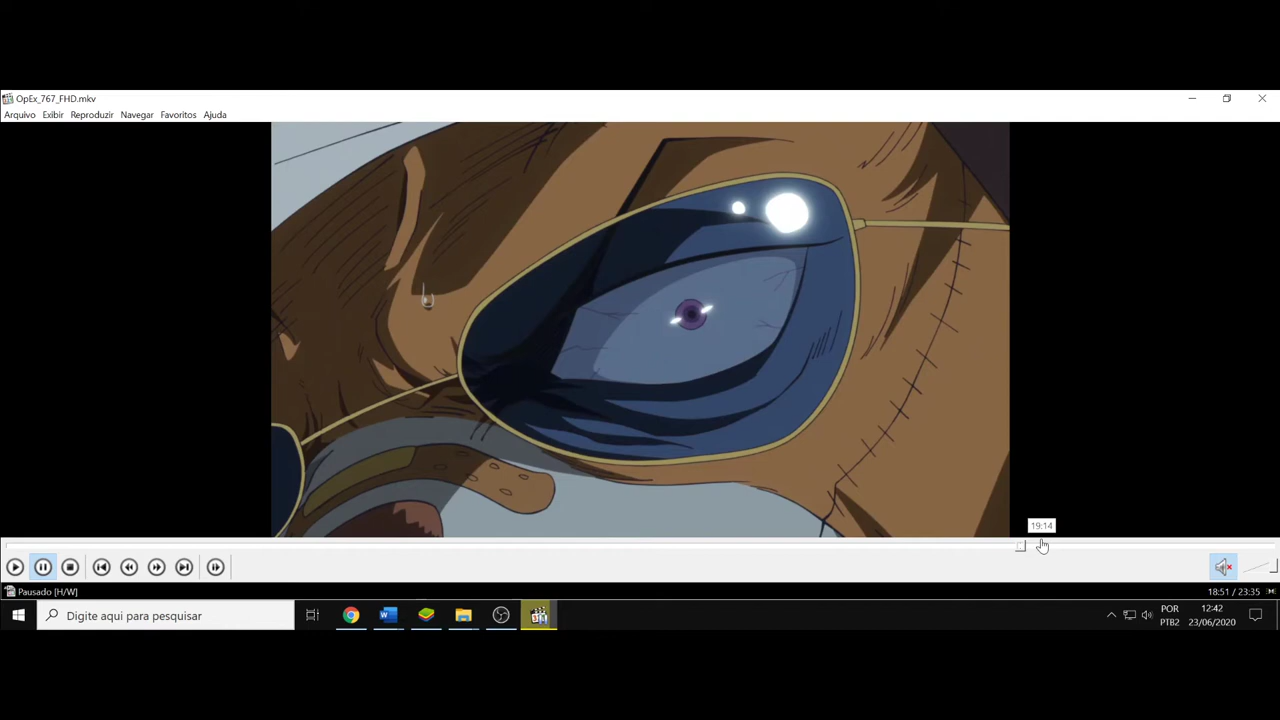 OpEx_767_FHD.mkv
Arquivo Exibir Reproduzir Navegar Favoritos Ajuda
19:14
Pausado [H/W]
18:51 / 23:35
Digite aqui para pesquisar
POR
PTB2
12:42
23/06/2020